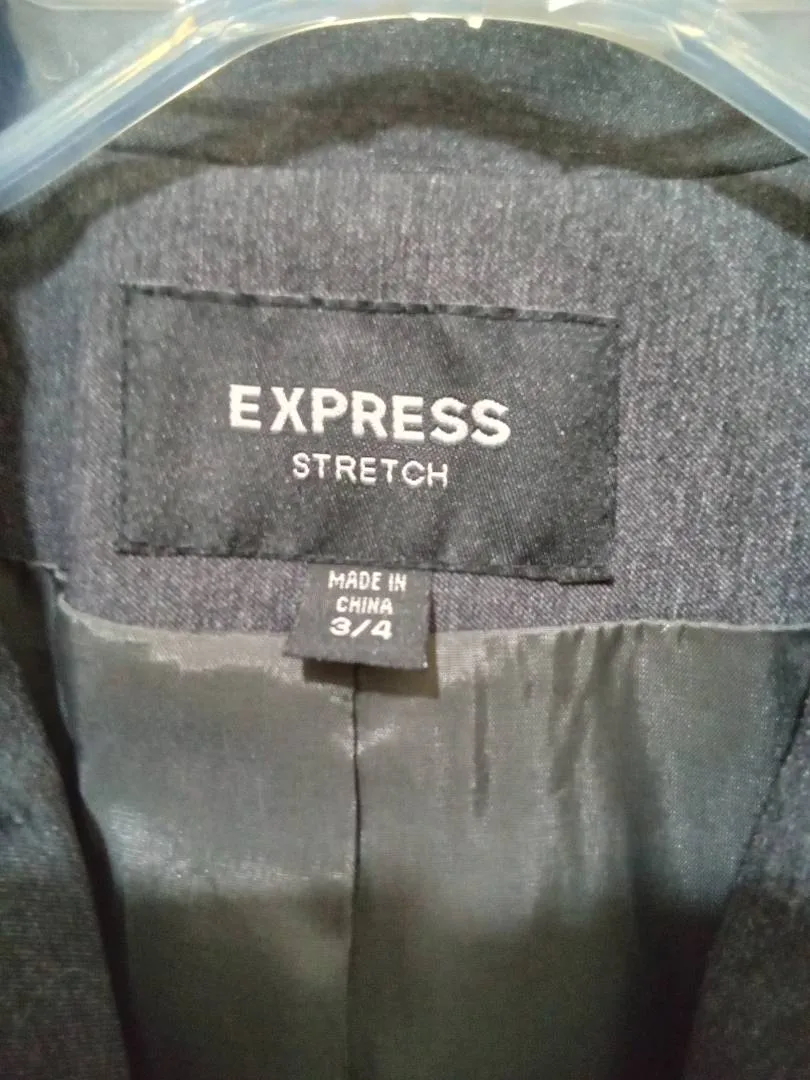 EXPRESS
STRETCH
MADE IN
CHINA
3/4